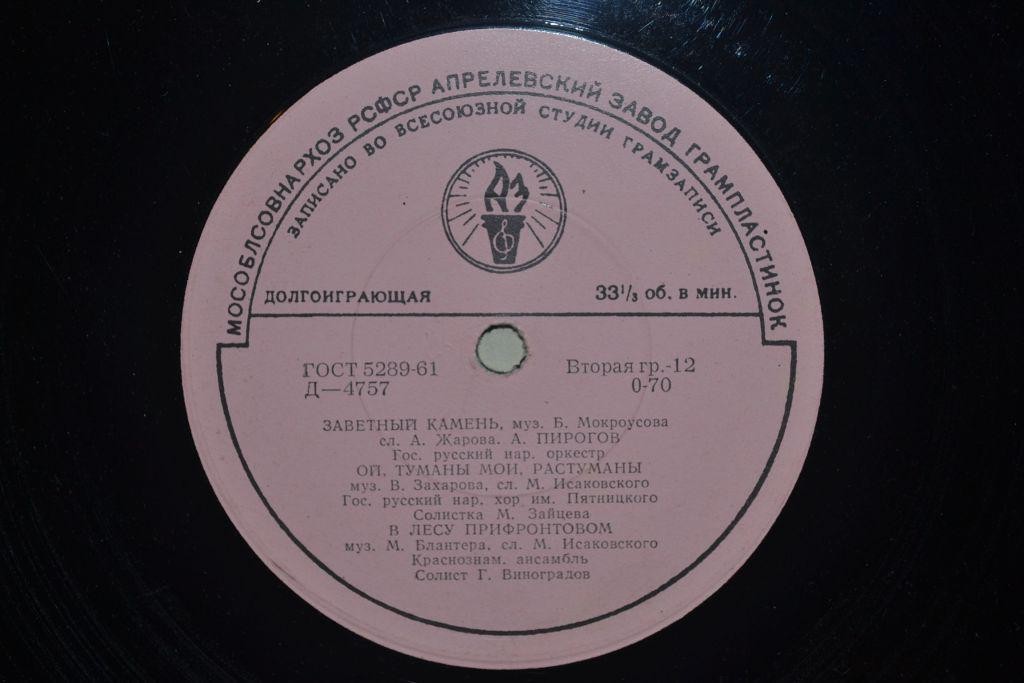 МОСОБЛСОВНАРХОЗ РСФСР АПРЕЛЕВСКИЙ ЗАВОД ГРАМПЛАСТИНОК
ЗАПИСАНО ВО ВСЕСОЮЗНОЙ СТУДИИ ГРАМЗАПИСИ
АЗ
ДОЛГОИГРАЮЩАЯ 33⅓ об. в мин.
ГОСТ 5289-61 Вторая гр.-12
Д—4757 0-70
ЗАВЕТНЫЙ КАМЕНЬ, муз. Б. Мокроусова
сл. А. Жарова. А. ПИРОГОВ
Гос. русский нар. оркестр
ОЙ, ТУМАНЫ МОИ, РАСТУМАНЫ
муз. В. Захарова, сл. М. Исаковского
Гос. русский нар. хор им. Пятницкого
Солистка М. Зайцева
В ЛЕСУ ПРИФРОНТОВОМ
муз. М. Блантера, сл. М. Исаковского
Краснознам. ансамбль
Солист Г. Виноградов